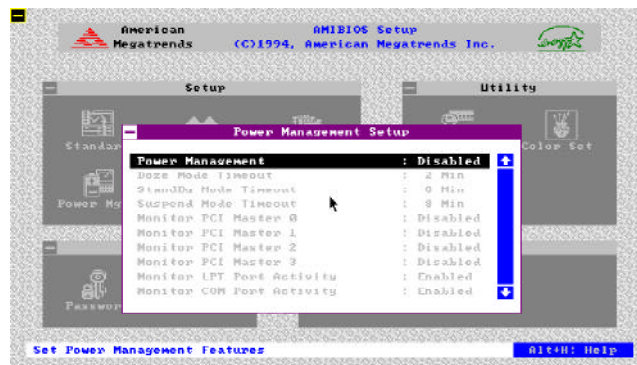 American
Megatrends
AMIBIOS Setup
(C)1994, American Megatrends Inc.
Setup
Utility
Standar
Color Set
Power Mg
Passwor
Power Management Setup
Power Management : Disabled
Doze Mode Timeout : 2 Min
StandBy Mode Timeout : 0 Min
Suspend Mode Timeout : 8 Min
Monitor PCI Master 0 : Disabled
Monitor PCI Master 1 : Disabled
Monitor PCI Master 2 : Disabled
Monitor PCI Master 3 : Disabled
Monitor LPT Port Activity : Enabled
Monitor COM Port Activity : Enabled
Set Power Management Features
Alt+H: Help